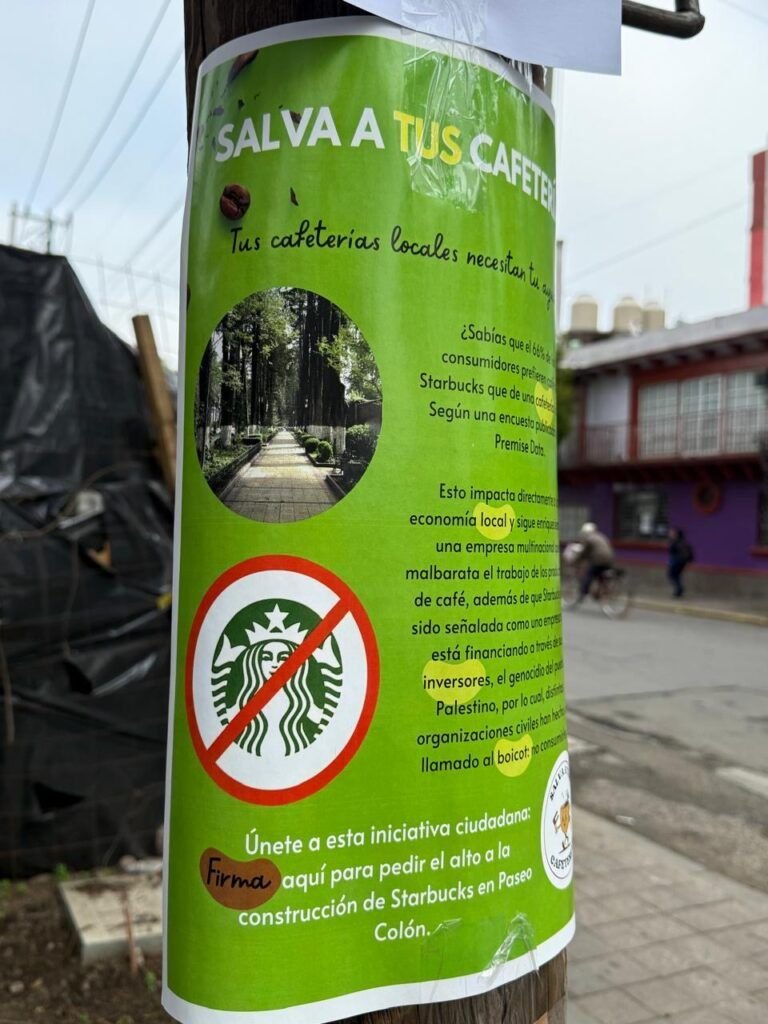 SALVA A TUS CAFETER
Tus cafeterías locales necesitan tu
¿Sabías que el 66%
consumidores prefieren
Starbucks que de una
Según una encuesta
Premise Data.
Esto impacta directamente
economía local y sigue
una empresa multinacional
malbarata el trabajo de los
de café, además de que
sido señalada como una
está financiando a través de
inversores, el genocidio del
Palestino, por lo cual,
organizaciones civiles han
llamado al boicot: no
Únete a esta iniciativa ciudadana:
Firma aquí para pedir el alto a la
construcción de Starbucks en Paseo
Colón.